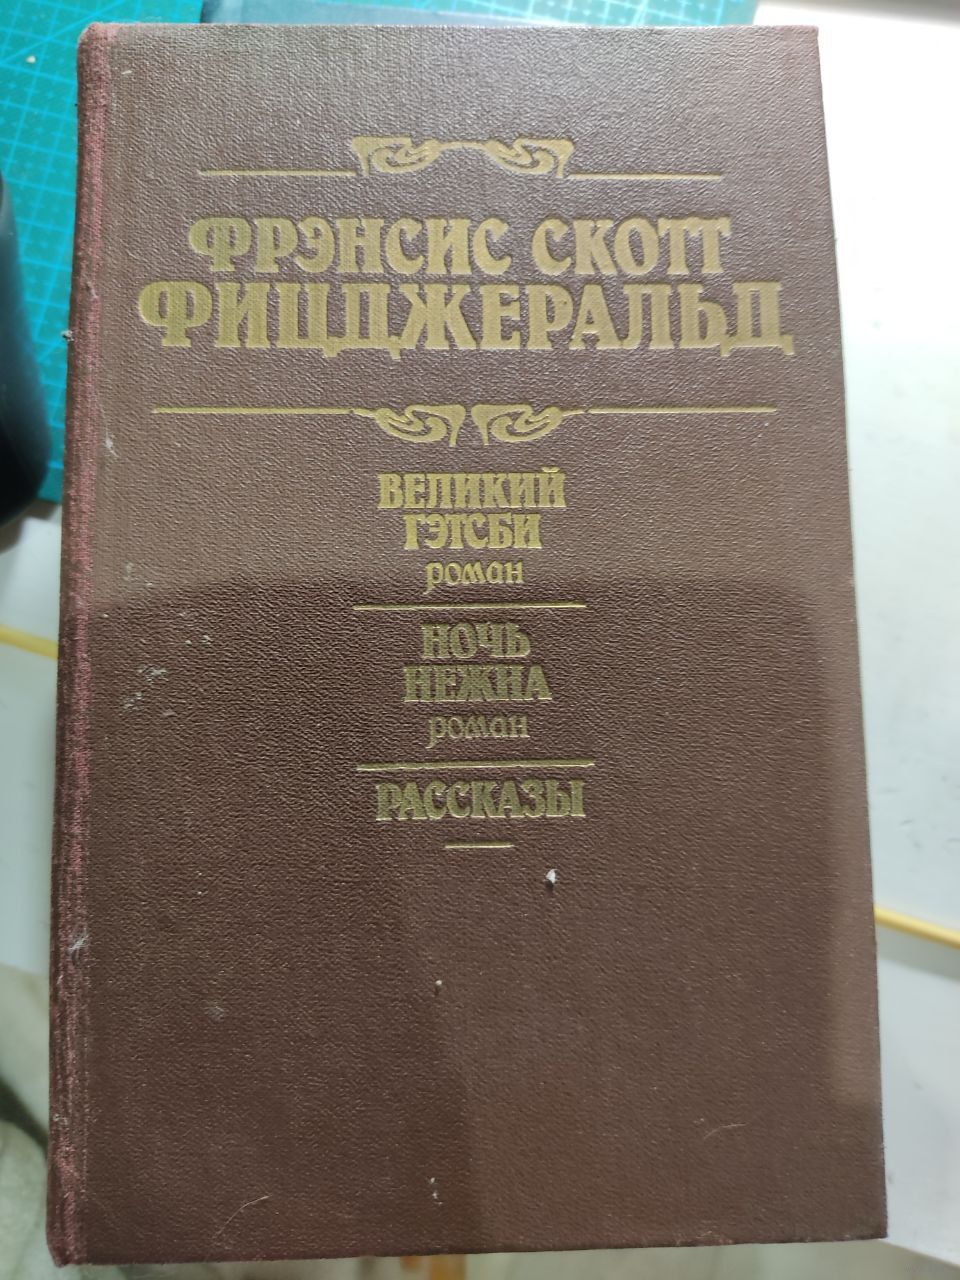 ФРЭНСИС СКОТТ
ФИЦДЖЕРАЛЬД
ВЕЛИКИЙ
ГЭТСБИ
роман
НОЧЬ
НЕЖНА
роман
РАССКАЗЫ